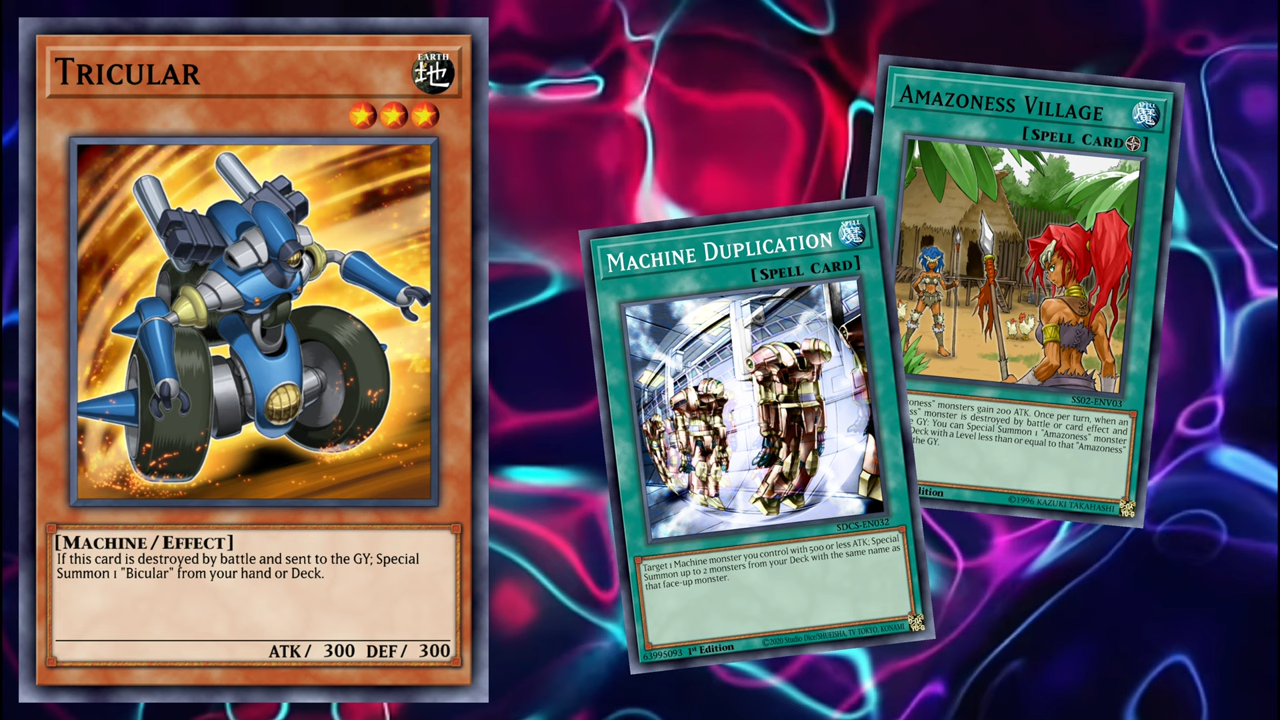 TRICULAR
EARTH
地
[MACHINE / EFFECT]
If this card is destroyed by battle and sent to the GY; Special
Summon 1 "Bicular" from your hand or Deck.
ATK / 300 DEF / 300
MACHINE DUPLICATION
SPELL
魔
[SPELL CARD]
SDCS-EN032
Target 1 Machine monster you control with 500 or less ATK; Special
Summon up to 2 monsters from your Deck with the same name as
that face-up monster.
©2020 Studio Dice/SHUEISHA, TV TOKYO, KONAMI
63995093 1st Edition
AMAZONESS VILLAGE
SPELL
魔
[SPELL CARD]
SS02-ENV03
oness" monsters gain 200 ATK. Once per turn, when an
ss" monster is destroyed by battle or card effect and
GY: You can Special Summon 1 "Amazoness" monster
Deck with a Level less than or equal to that "Amazoness"
the GY.
dition
©1996 KAZUKI TAKAHASHI